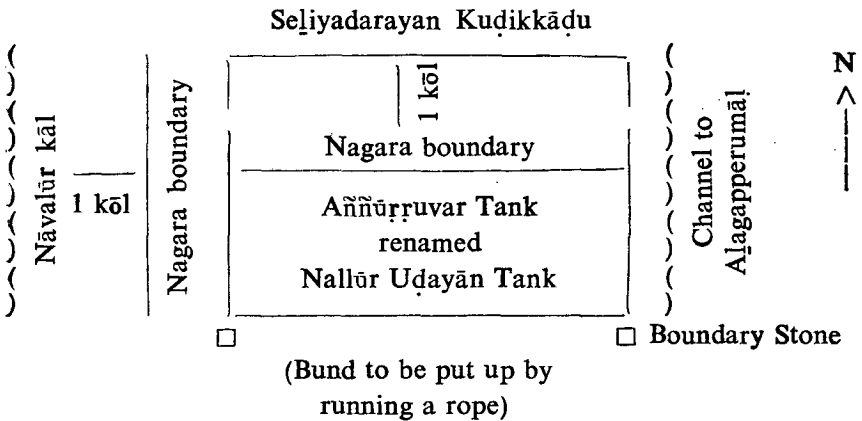 Seḻiyadarayan Kuḍikkāḍu
N
Nāvalūr kāl
1 kōl
Nagara boundary
1 kōl
Nagara boundary
Aññūṟṟuvar Tank
renamed
Nallūr Uḍayān Tank
Channel to
Aḻagapperumāḷ
Boundary Stone
(Bund to be put up by
running a rope)